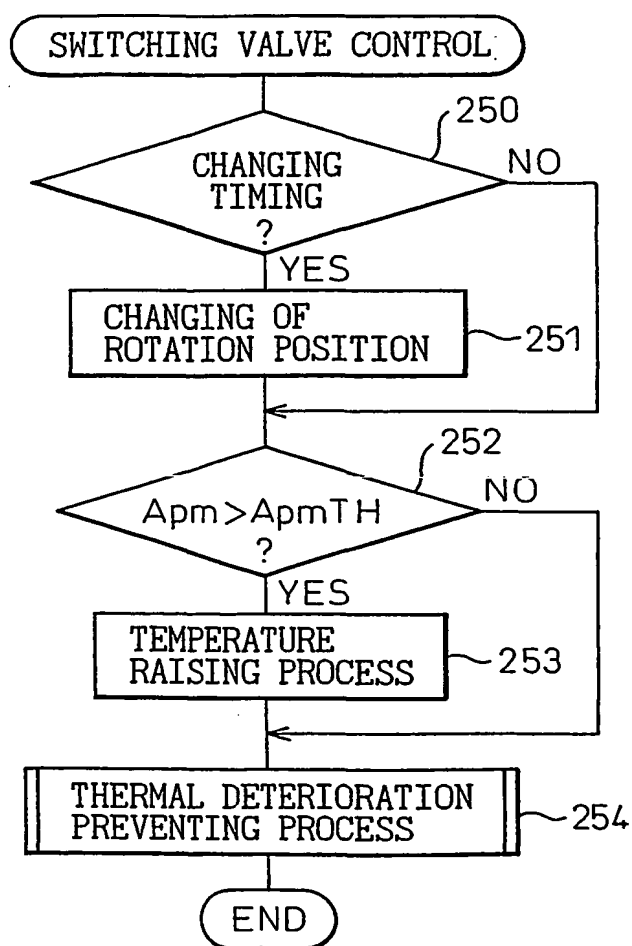 SWITCHING VALVE CONTROL
250
CHANGING
TIMING
?
NO
YES
CHANGING OF
ROTATION POSITION
251
252
Apm>ApmTH
?
NO
YES
TEMPERATURE
RAISING PROCESS
253
THERMAL DETERIORATION
PREVENTING PROCESS
254
END